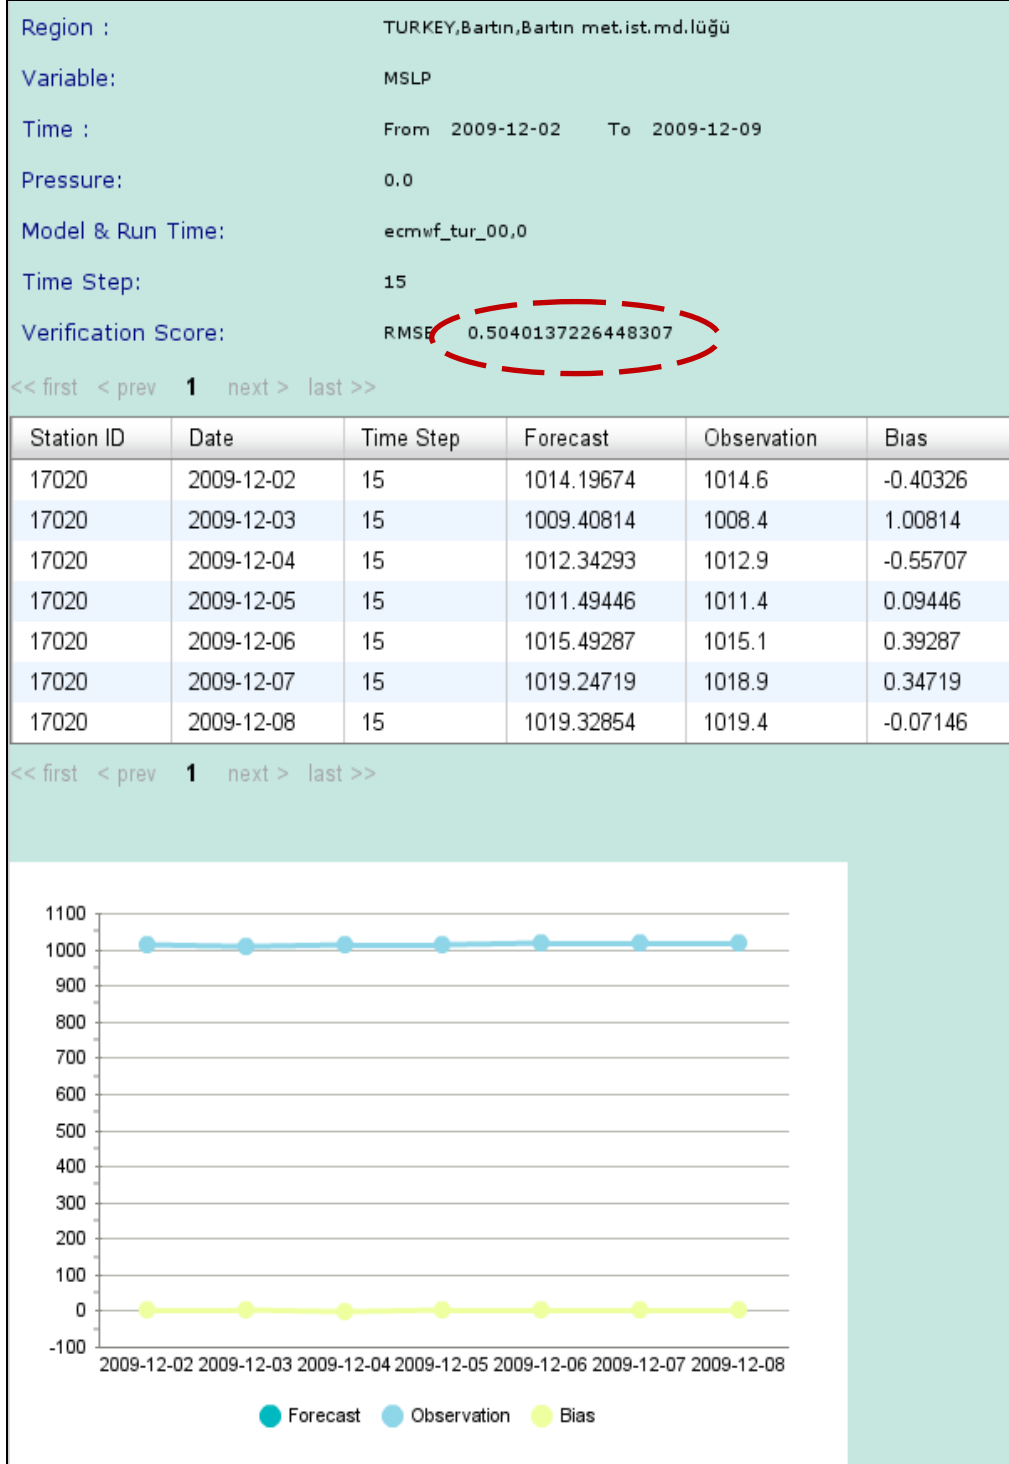 Region : TURKEY,Bartın,Bartın met.ist.md.lüğü
Variable: MSLP
Time : From 2009-12-02 To 2009-12-09
Pressure: 0.0
Model & Run Time: ecmwf_tur_00,0
Time Step: 15
Verification Score: RMSE 0.5040137226448307
<< first < prev 1 next > last >>
Station ID Date Time Step Forecast Observation Bias
17020 2009-12-02 15 1014.19674 1014.6 -0.40326
17020 2009-12-03 15 1009.40814 1008.4 1.00814
17020 2009-12-04 15 1012.34293 1012.9 -0.55707
17020 2009-12-05 15 1011.49446 1011.4 0.09446
17020 2009-12-06 15 1015.49287 1015.1 0.39287
17020 2009-12-07 15 1019.24719 1018.9 0.34719
17020 2009-12-08 15 1019.32854 1019.4 -0.07146
<< first < prev 1 next > last >>
1100
1000
900
800
700
600
500
400
300
200
100
0
-100
2009-12-02 2009-12-03 2009-12-04 2009-12-05 2009-12-06 2009-12-07 2009-12-08
Forecast Observation Bias